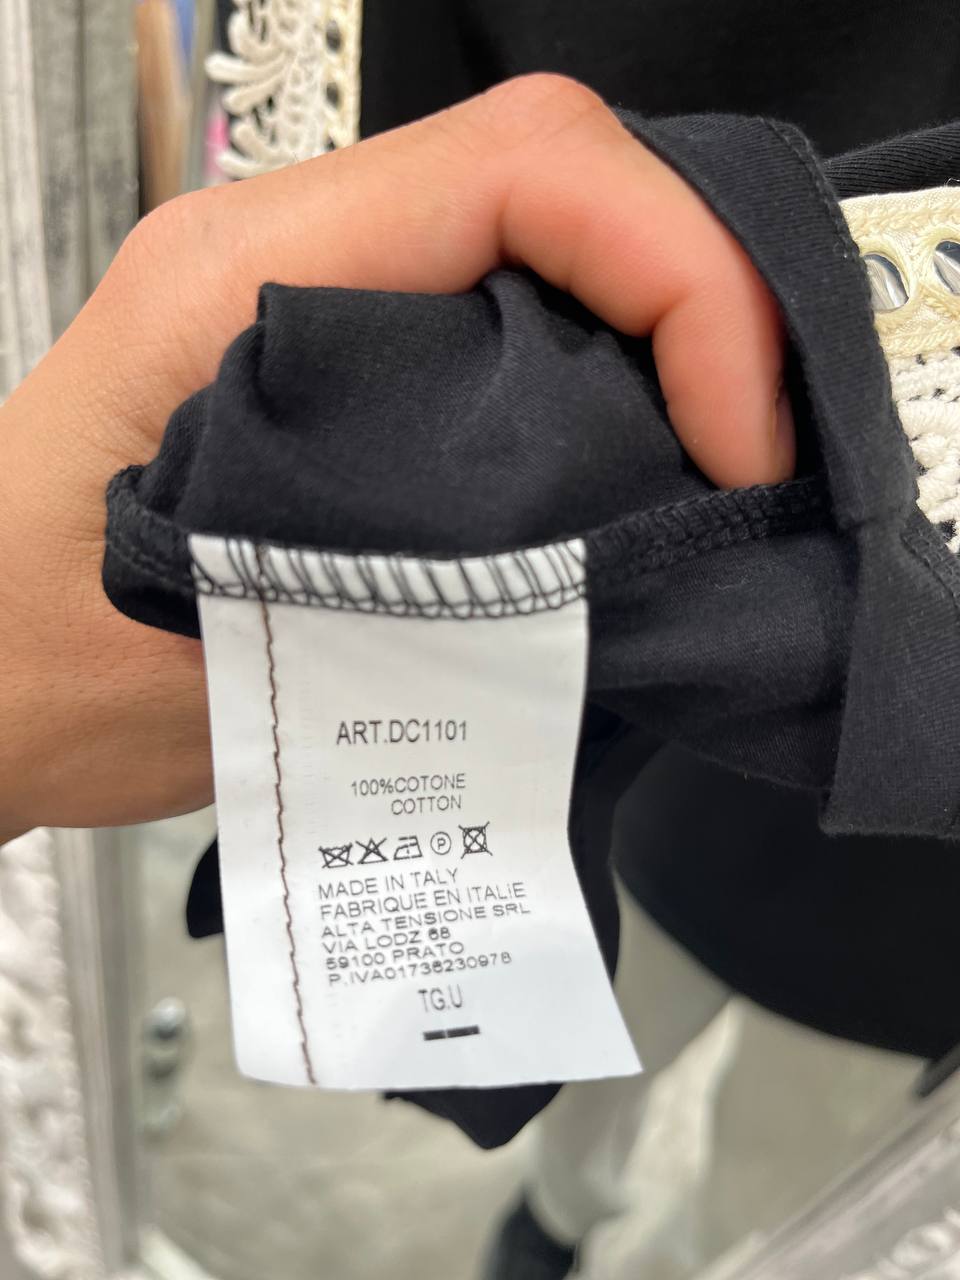 ART.DC1101
100%COTONE
COTTON
P
MADE IN TALY
FABRIQUE EN ITALIE
ALTA TENSIONE SRL
VIA LODZ 68
59100 PRATO
P.IVA01736230978
TG.U